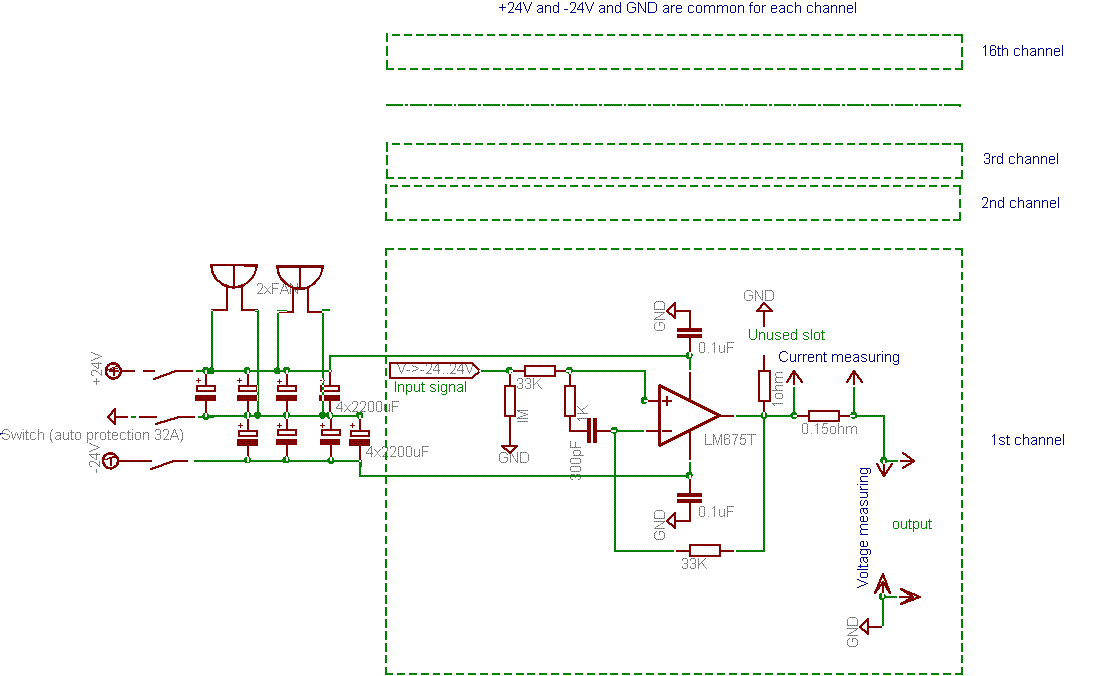 +24V and -24V and GND are common for each channel
16th channel
3rd channel
2nd channel
2xFAN
GND
GND
Unused slot
0.1uF
Current measuring
+24V
V->-24..24V
Input signal
33K
1ohm
4x2200uF
1M
1K
+
-
LM675T
0.15ohm
Switch (auto protection 32A)
1st channel
4x2200uF
GND
300pF
-24V
0.1uF
GND
Voltage measuring
output
33K
GND